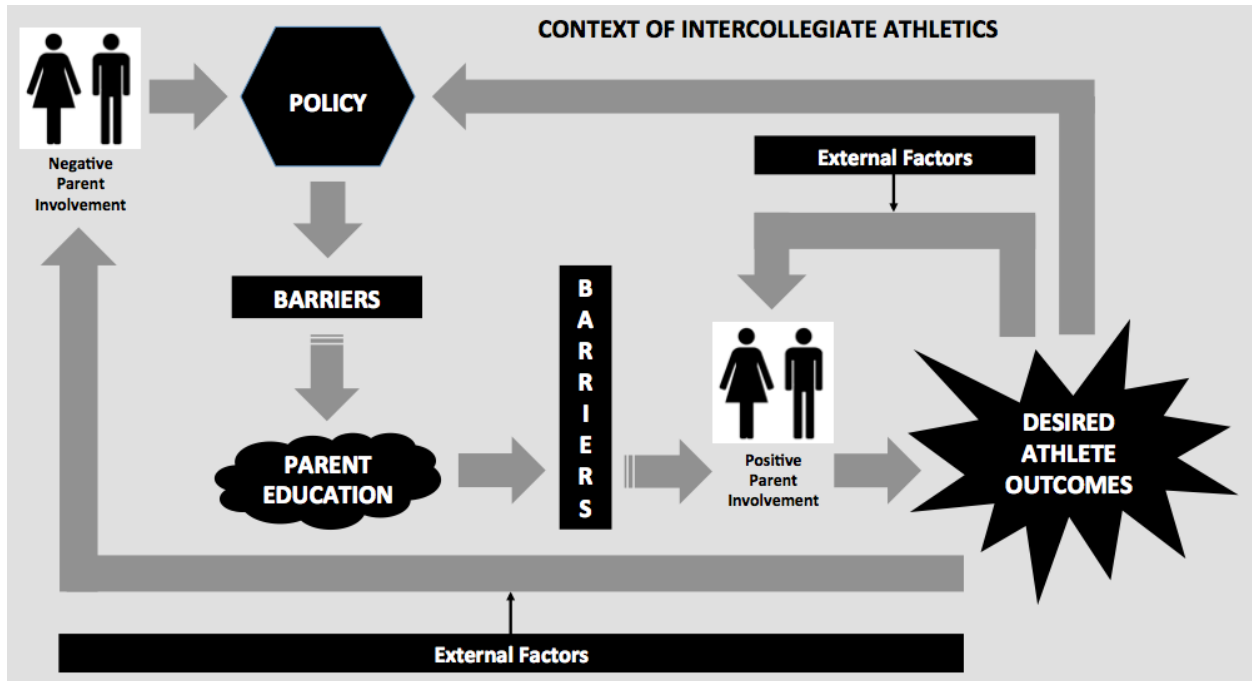 CONTEXT OF INTERCOLLEGIATE ATHLETICS
POLICY
Negative
Parent
Involvement
External Factors
BARRIERS
B
A
R
R
I
E
R
S
PARENT
EDUCATION
Positive
Parent
Involvement
DESIRED
ATHLETE
OUTCOMES
External Factors